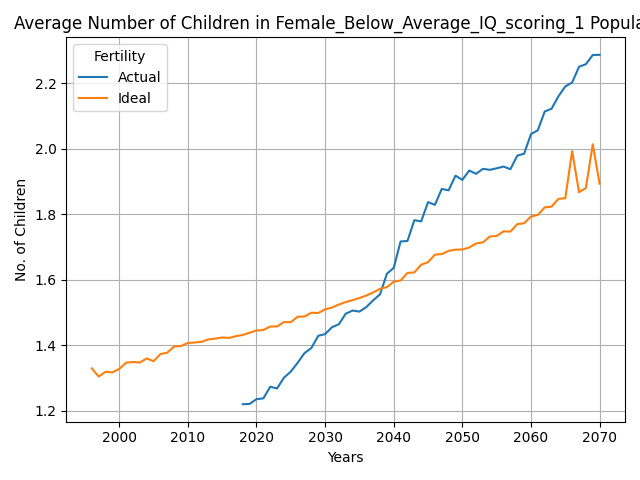 Average Number of Children in Female_Below_Average_IQ_scoring_1 Popula
Fertility
Actual
Ideal
2.2
2.0
1.8
1.6
1.4
1.2
No. of Children
2000 2010 2020 2030 2040 2050 2060 2070
Years